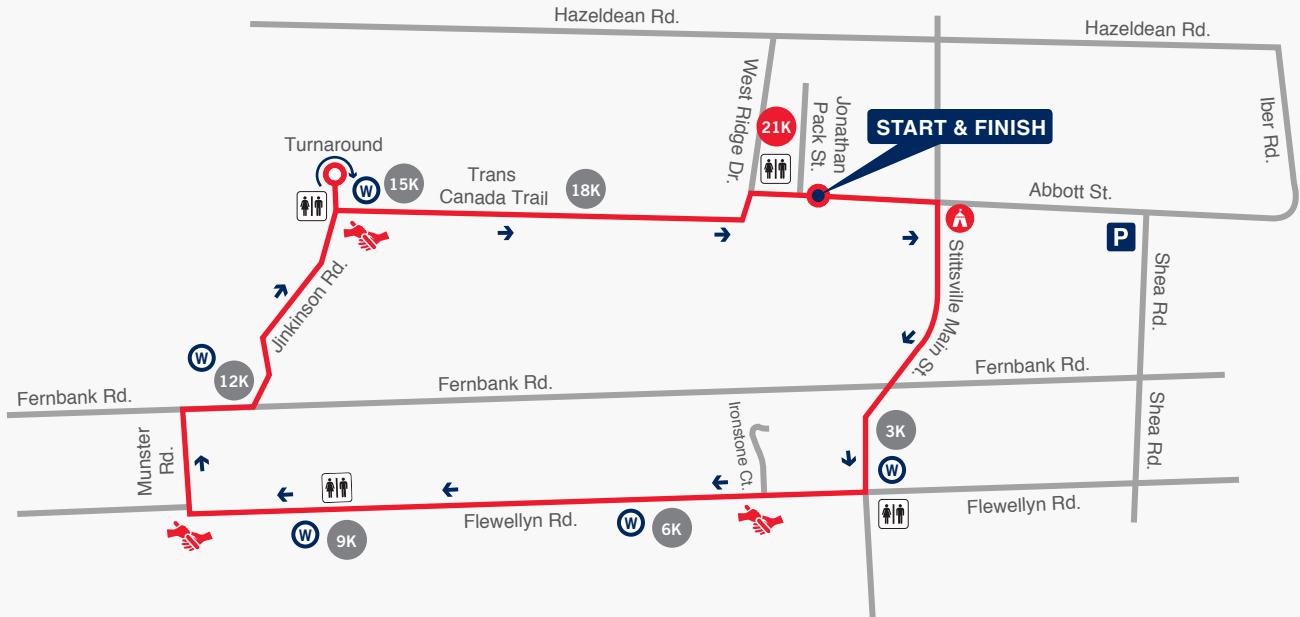 Hazeldean Rd.
Hazeldean Rd.
West Ridge Dr.
Jonathan
Pack St.
Iber Rd.
21K
START & FINISH
Turnaround
W
15K
Trans
Canada Trail
18K
Abbott St.
P
Stittsville Main St.
Shea Rd.
Jinkinson Rd.
W
12K
Fernbank Rd.
Fernbank Rd.
Fernbank Rd.
Shea Rd.
Ironstone Ct.
3K
W
Munster
Rd.
Flewellyn Rd.
Flewellyn Rd.
W
9K
W
6K